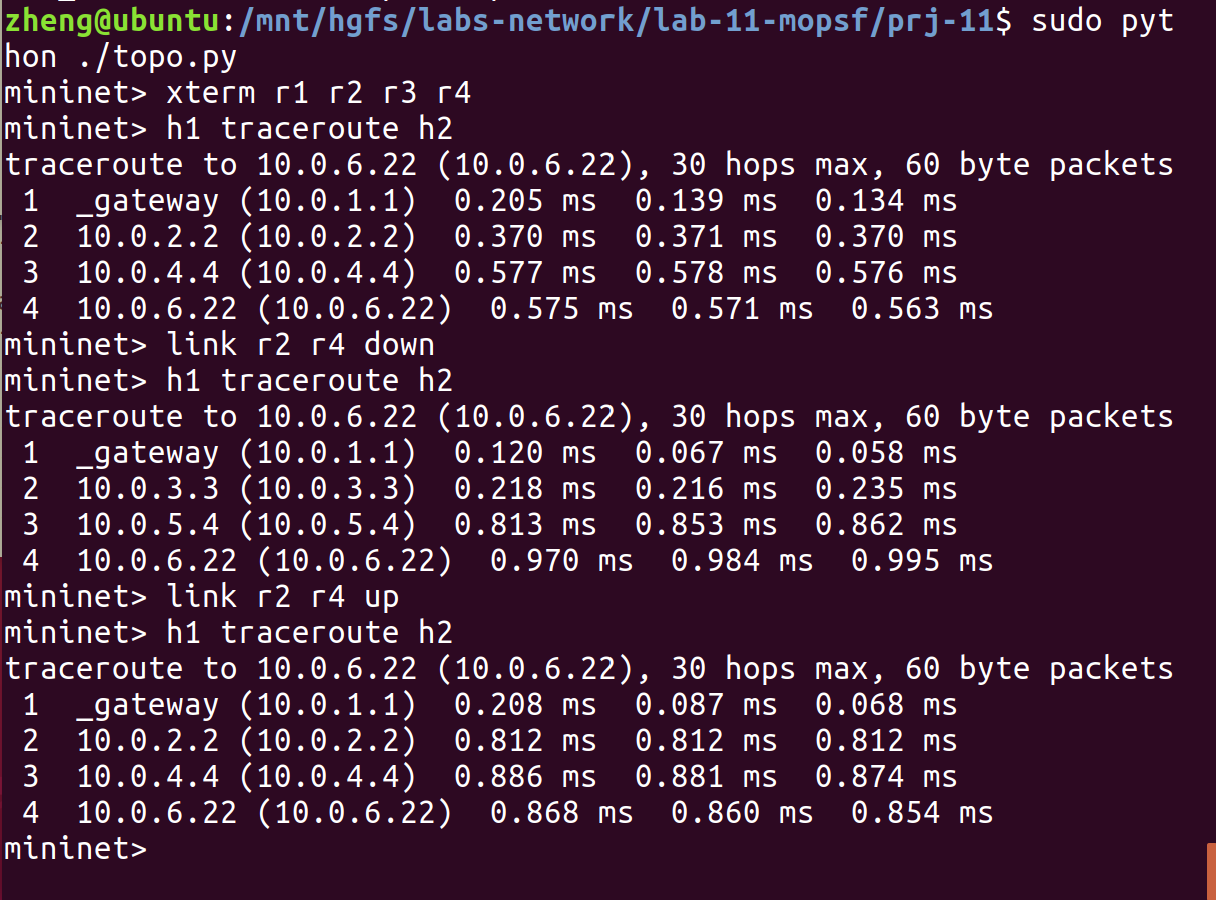 zheng@ubuntu:/mnt/hgfs/labs-network/lab-11-mopsf/prj-11$ sudo pyt
hon ./topo.py
mininet> xterm r1 r2 r3 r4
mininet> h1 traceroute h2
traceroute to 10.0.6.22 (10.0.6.22), 30 hops max, 60 byte packets
 1  _gateway (10.0.1.1)  0.205 ms  0.139 ms  0.134 ms
 2  10.0.2.2 (10.0.2.2)  0.370 ms  0.371 ms  0.370 ms
 3  10.0.4.4 (10.0.4.4)  0.577 ms  0.578 ms  0.576 ms
 4  10.0.6.22 (10.0.6.22)  0.575 ms  0.571 ms  0.563 ms
mininet> link r2 r4 down
mininet> h1 traceroute h2
traceroute to 10.0.6.22 (10.0.6.22), 30 hops max, 60 byte packets
 1  _gateway (10.0.1.1)  0.120 ms  0.067 ms  0.058 ms
 2  10.0.3.3 (10.0.3.3)  0.218 ms  0.216 ms  0.235 ms
 3  10.0.5.4 (10.0.5.4)  0.813 ms  0.853 ms  0.862 ms
 4  10.0.6.22 (10.0.6.22)  0.970 ms  0.984 ms  0.995 ms
mininet> link r2 r4 up
mininet> h1 traceroute h2
traceroute to 10.0.6.22 (10.0.6.22), 30 hops max, 60 byte packets
 1  _gateway (10.0.1.1)  0.208 ms  0.087 ms  0.068 ms
 2  10.0.2.2 (10.0.2.2)  0.812 ms  0.812 ms  0.812 ms
 3  10.0.4.4 (10.0.4.4)  0.886 ms  0.881 ms  0.874 ms
 4  10.0.6.22 (10.0.6.22)  0.868 ms  0.860 ms  0.854 ms
mininet>